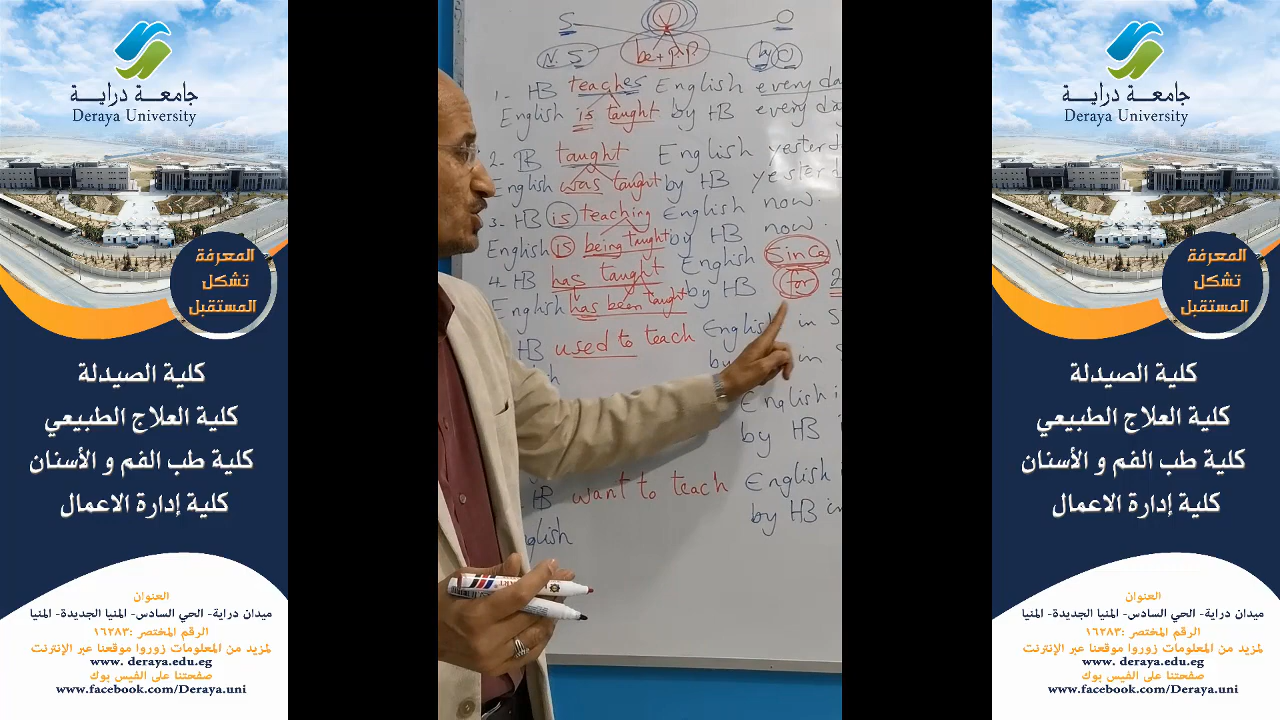 جامعة دراية
Deraya University
المعرفة
تشكل
المستقبل
كلية الصيدلة
كلية العلاج الطبيعي
كلية طب الفم و الأسنان
كلية إدارة الاعمال
العنوان
ميدان دراية- الحي السادس- المنيا الجديدة- المنيا
الرقم المختصر :١٦٢٨٣
لمزيد من المعلومات زوروا موقعنا عبر الإنترنت
www. deraya.edu.eg
صفحتنا على الفيس بوك
www.facebook.com/Deraya.uni
S V O
N. S be + p.p by O
1- HB teaches English every
English is taught by HB every
2- HB taught English
English was taught by HB
3- HB is teaching English now.
English is being taught by HB now.
4- HB has taught English Since
English has been taught by HB for
HB used to teach English in
by in
English
by HB
HB want to teach English
by HB in
جامعة دراية
Deraya University
المعرفة
تشكل
المستقبل
كلية الصيدلة
كلية العلاج الطبيعي
كلية طب الفم و الأسنان
كلية إدارة الاعمال
العنوان
ميدان دراية- الحي السادس- المنيا الجديدة- المنيا
الرقم المختصر :١٦٢٨٣
لمزيد من المعلومات زوروا موقعنا عبر الإنترنت
www. deraya.edu.eg
صفحتنا على الفيس بوك
www.facebook.com/Deraya.uni